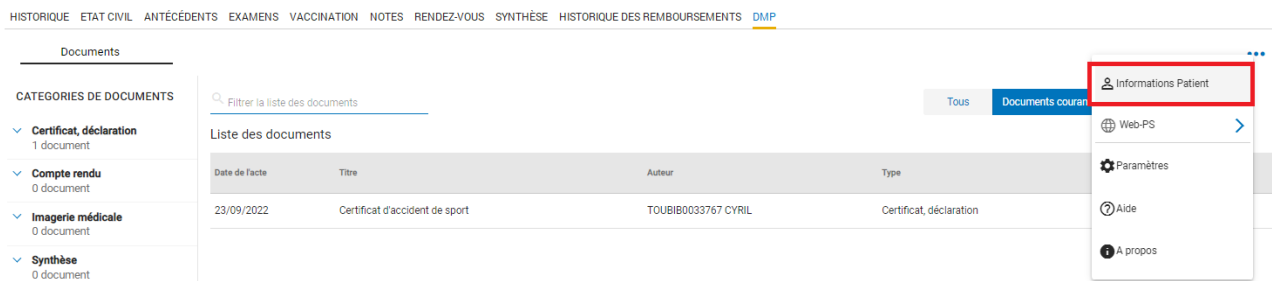 HISTORIQUE ETAT CIVIL ANTÉCÉDENTS EXAMENS VACCINATION NOTES RENDEZ-VOUS SYNTHÈSE HISTORIQUE DES REMBOURSEMENTS DMP
Documents
CATEGORIES DE DOCUMENTS
Certificat, déclaration
1 document
Compte rendu
0 document
Imagerie médicale
0 document
Synthèse
0 document
Filtrer la liste des documents
Tous Documents couran
Liste des documents
Date de l'acte Titre Auteur Type
23/09/2022 Certificat d'accident de sport TOUBIB0033767 CYRIL Certificat, déclaration
Informations Patient
Web-PS
Paramètres
Aide
A propos